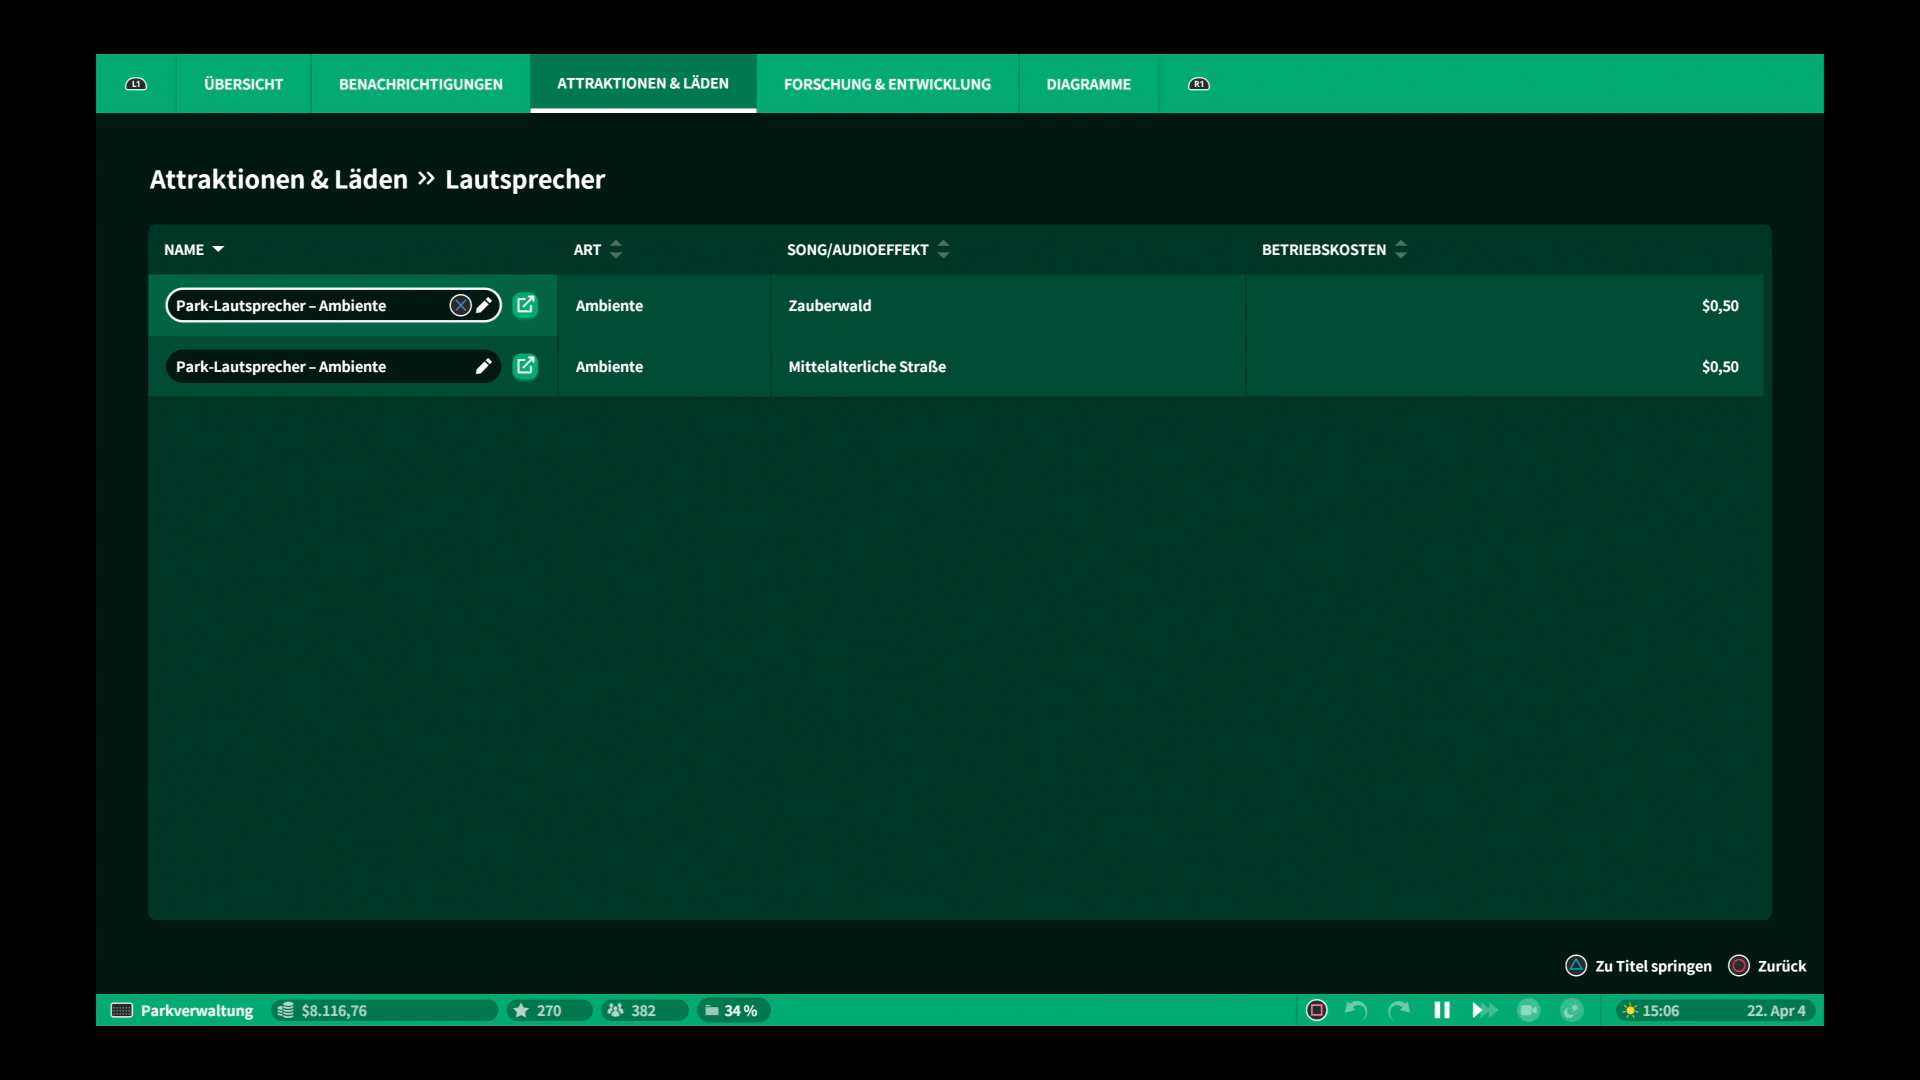 L1 ÜBERSICHT BENACHRICHTIGUNGEN ATTRAKTIONEN & LÄDEN FORSCHUNG & ENTWICKLUNG DIAGRAMME R1
Attraktionen & Läden » Lautsprecher
NAME ART SONG/AUDIOEFFEKT BETRIEBSKOSTEN
Park-Lautsprecher – Ambiente Ambiente Zauberwald $0,50
Park-Lautsprecher – Ambiente Ambiente Mittelalterliche Straße $0,50
Zu Titel springen Zurück
Parkverwaltung $8.116,76 270 382 34 % 15:06 22. Apr 4